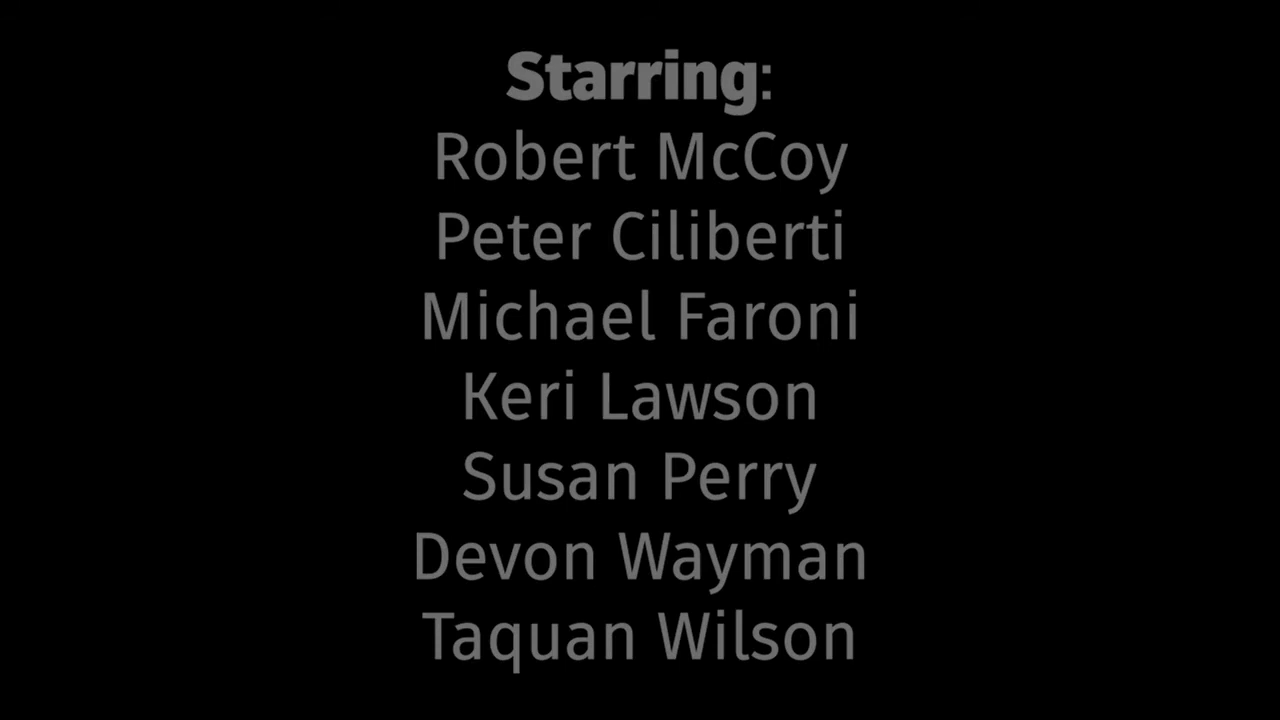 Starring:
Robert McCoy
Peter Ciliberti
Michael Faroni
Keri Lawson
Susan Perry
Devon Wayman
Taquan Wilson